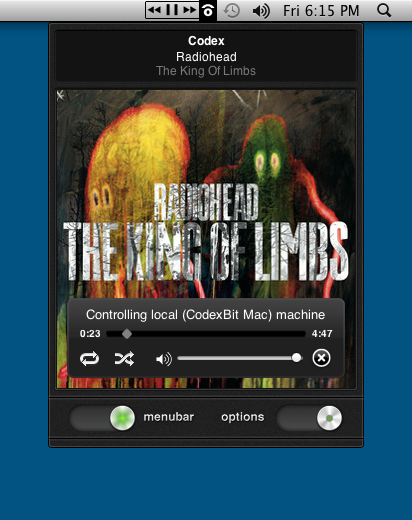 Fri 6:15 PM
Codex
Radiohead
The King Of Limbs
RADIOHEAD
THE KING OF LIMBS
Controlling local (CodexBit Mac) machine
0:23
4:47
menubar
options